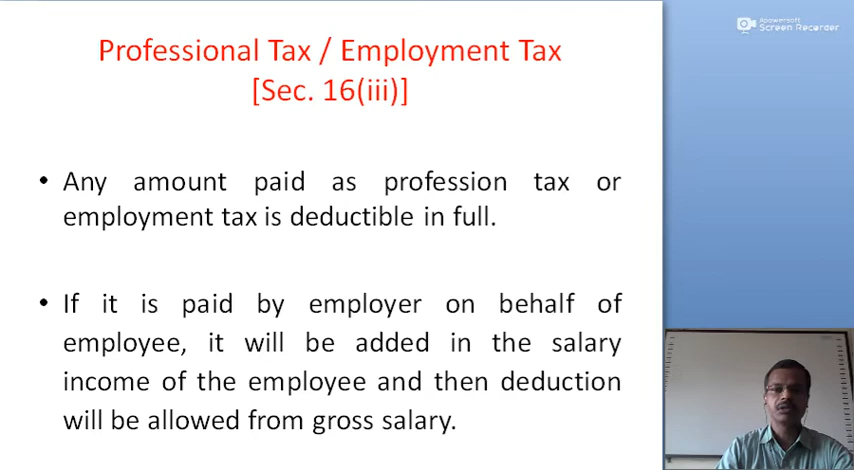 Professional Tax / Employment Tax
[Sec. 16(iii)]
• Any amount paid as profession tax or
employment tax is deductible in full.
• If it is paid by employer on behalf of
employee, it will be added in the salary
income of the employee and then deduction
will be allowed from gross salary.
Apowersoft
Screen Recorder